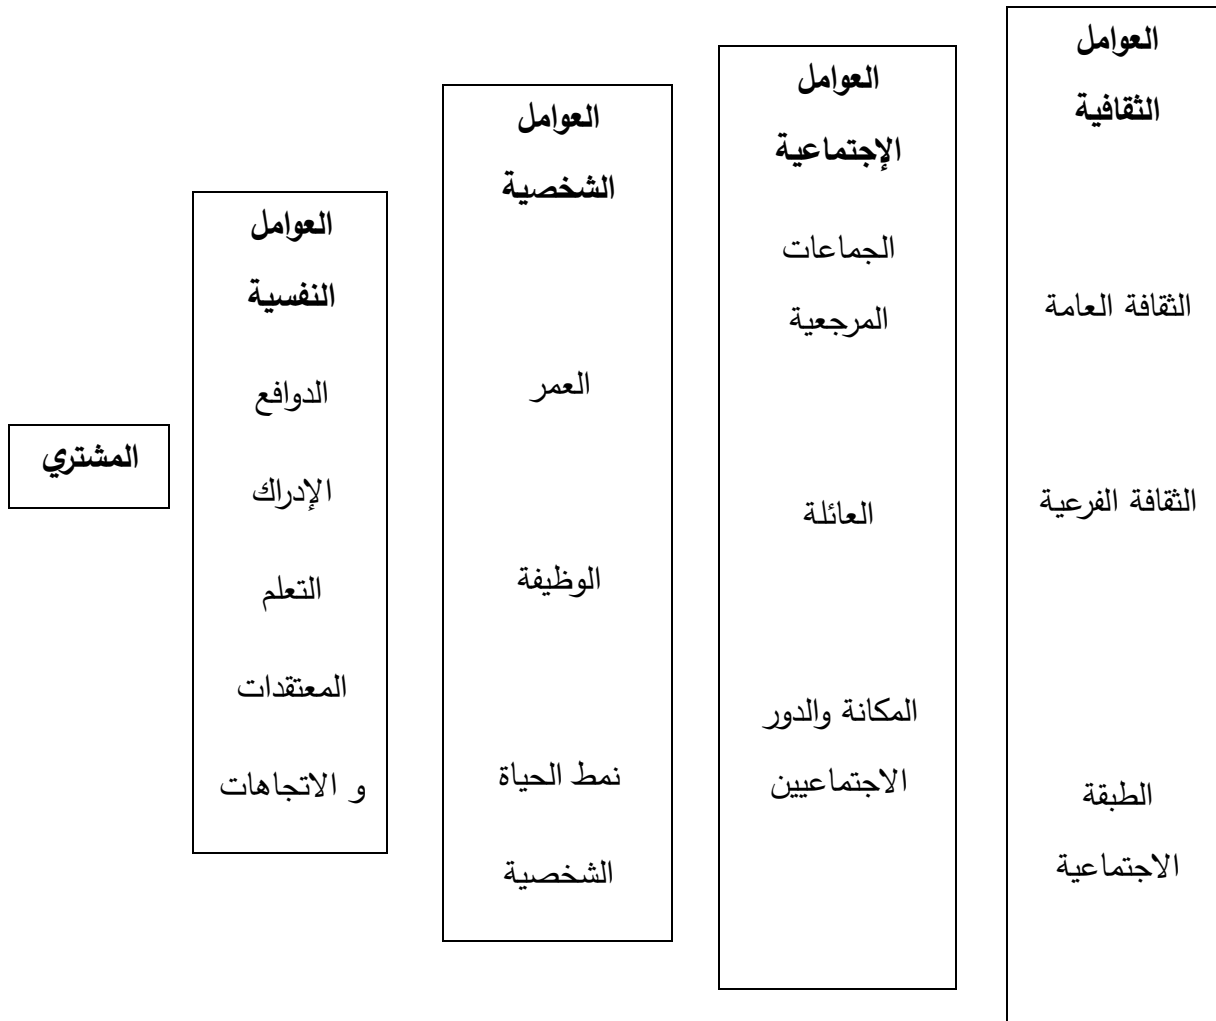 العوامل
الثقافية
الثقافة العامة
الثقافة الفرعية
الطبقة
الاجتماعية
العوامل
الإجتماعية
الجماعات
المرجعية
العائلة
المكانة والدور
الاجتماعيين
العوامل
الشخصية
العمر
الوظيفة
نمط الحياة
الشخصية
العوامل
النفسية
الدوافع
الإدراك
التعلم
المعتقدات
و الاتجاهات
المشتري